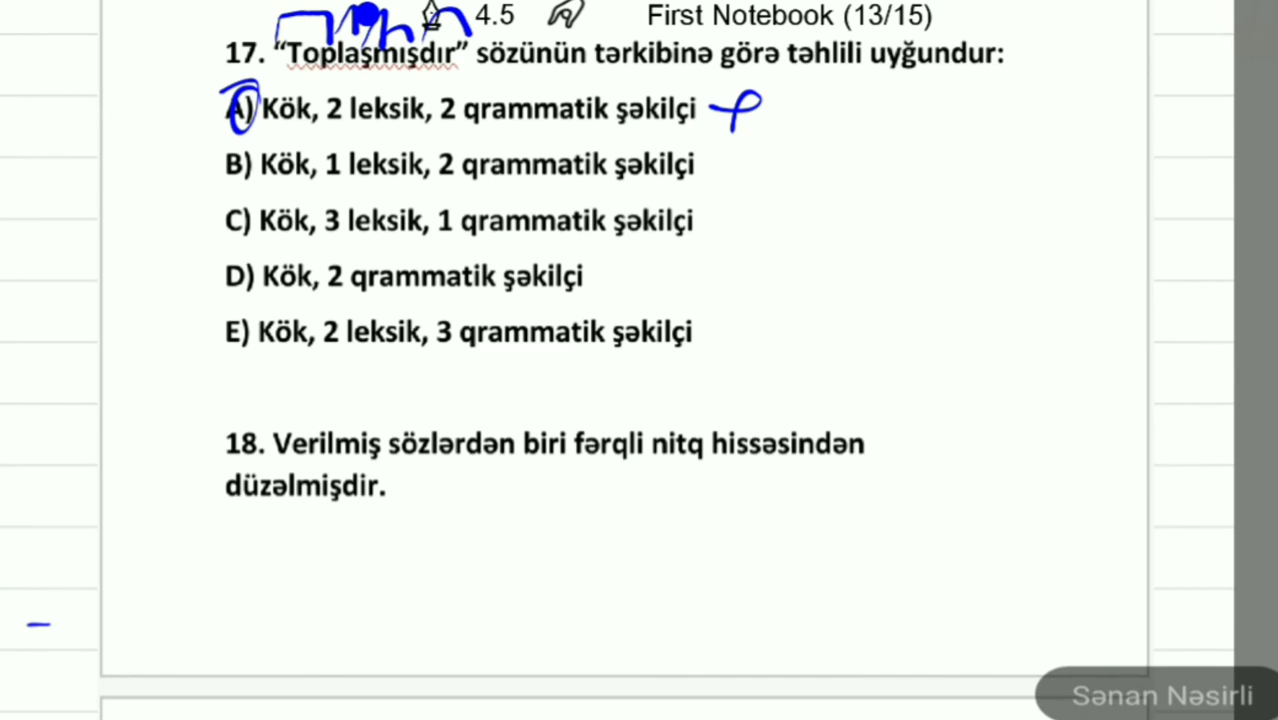 4.5 First Notebook (13/15)
17. “Toplaşmışdır” sözünün tərkibinə görə təhlili uyğundur:
A) Kök, 2 leksik, 2 qrammatik şəkilçi
B) Kök, 1 leksik, 2 qrammatik şəkilçi
C) Kök, 3 leksik, 1 qrammatik şəkilçi
D) Kök, 2 qrammatik şəkilçi
E) Kök, 2 leksik, 3 qrammatik şəkilçi
18. Verilmiş sözlərdən biri fərqli nitq hissəsindən
düzəlmişdir.
Sənan Nəsirli